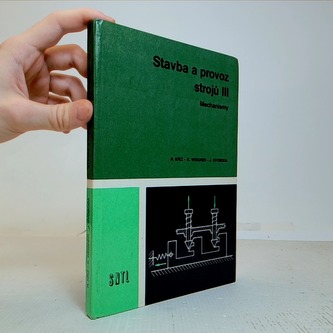 Stavba a provoz
strojů III
Mechanismy
SNTL